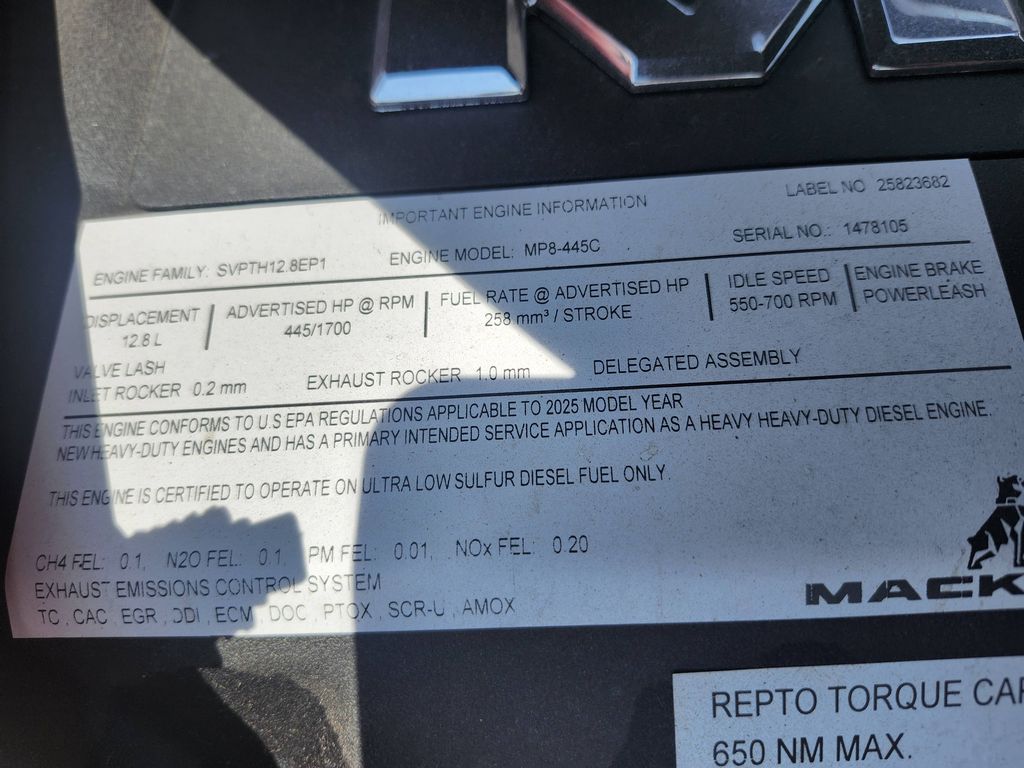 IMPORTANT ENGINE INFORMATION
LABEL NO 25823682
ENGINE FAMILY: SVPTH12.8EP1 ENGINE MODEL: MP8-445C SERIAL NO.: 1478105
DISPLACEMENT
12.8 L
ADVERTISED HP @ RPM
445/1700
FUEL RATE @ ADVERTISED HP
258 mm³ / STROKE
IDLE SPEED
550-700 RPM
ENGINE BRAKE
POWERLEASH
VALVE LASH
INLET ROCKER 0.2 mm EXHAUST ROCKER 1.0 mm DELEGATED ASSEMBLY
THIS ENGINE CONFORMS TO U.S EPA REGULATIONS APPLICABLE TO 2025 MODEL YEAR
NEW HEAVY-DUTY ENGINES AND HAS A PRIMARY INTENDED SERVICE APPLICATION AS A HEAVY HEAVY-DUTY DIESEL ENGINE.
THIS ENGINE IS CERTIFIED TO OPERATE ON ULTRA LOW SULFUR DIESEL FUEL ONLY.
CH4 FEL: 0.1, N2O FEL: 0.1, PM FEL: 0.01, NOx FEL: 0.20
EXHAUST EMISSIONS CONTROL SYSTEM
TC , CAC , EGR , DDI , ECM , DOC , PTOX , SCR-U , AMOX
MACK
REPTO TORQUE
650 NM MAX.